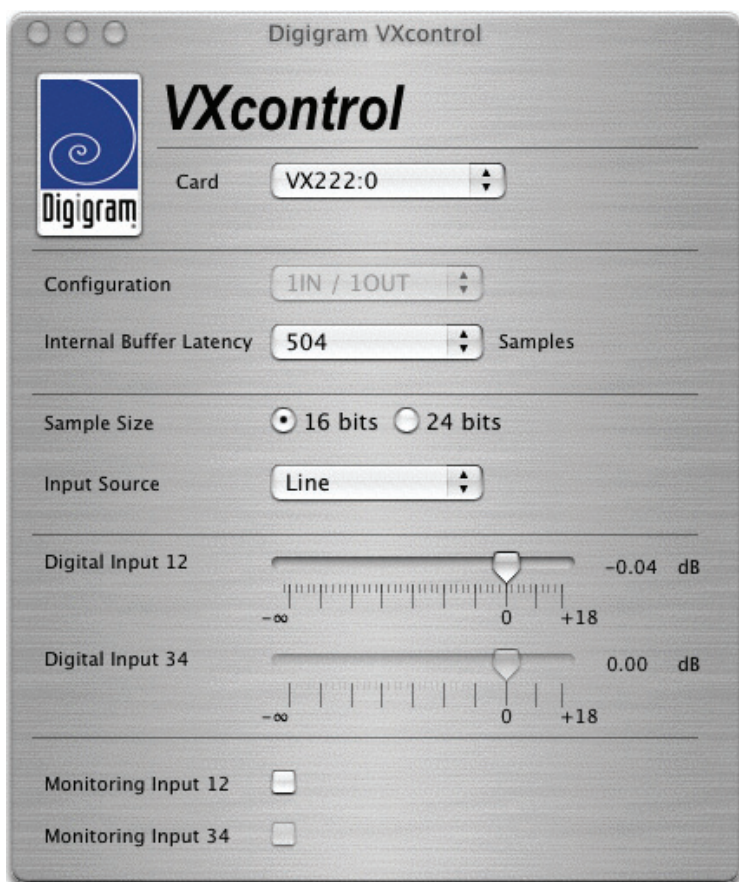 Digigram VXcontrol
VXcontrol
Digigram
Card VX222:0
Configuration 1IN / 1OUT
Internal Buffer Latency 504 Samples
Sample Size 16 bits 24 bits
Input Source Line
Digital Input 12 -0.04 dB
-∞ 0 +18
Digital Input 34 0.00 dB
-∞ 0 +18
Monitoring Input 12
Monitoring Input 34